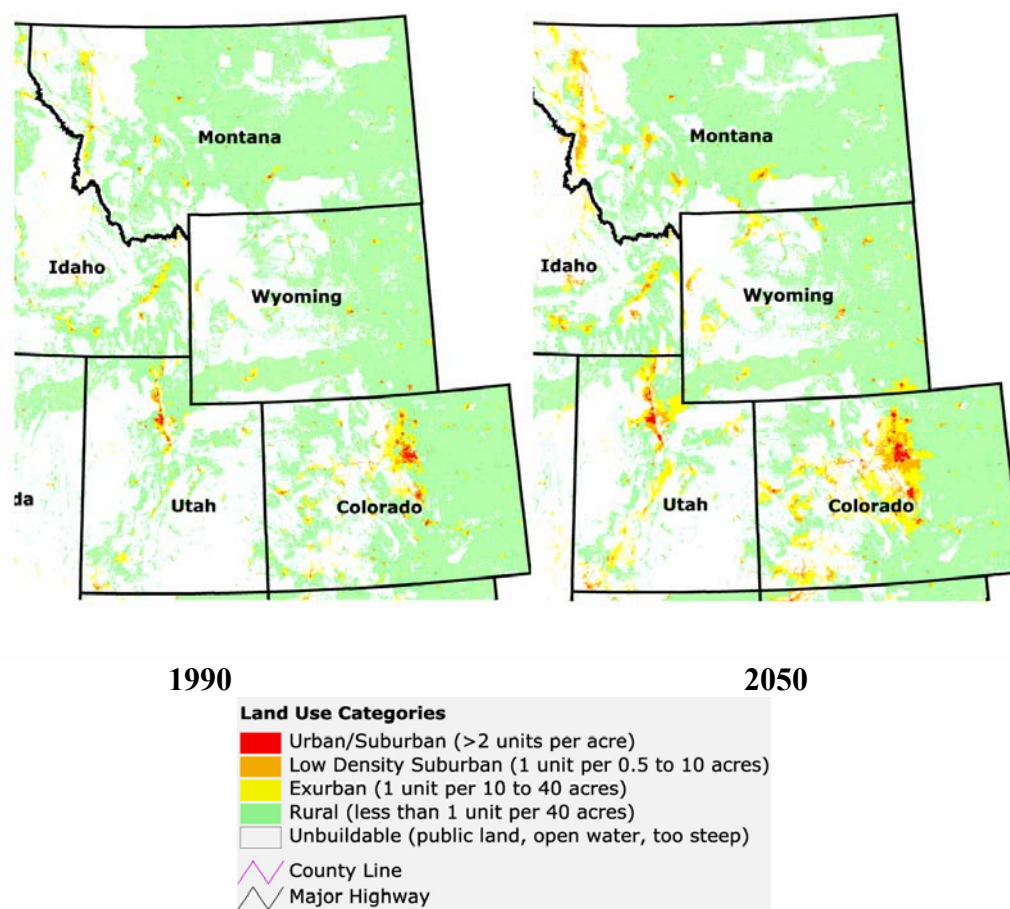 Montana
Montana
Idaho
Idaho
Wyoming
Wyoming
da
Utah
Colorado
Utah
Colorado
1990
2050
Land Use Categories
Urban/Suburban (>2 units per acre)
Low Density Suburban (1 unit per 0.5 to 10 acres)
Exurban (1 unit per 10 to 40 acres)
Rural (less than 1 unit per 40 acres)
Unbuildable (public land, open water, too steep)
County Line
Major Highway